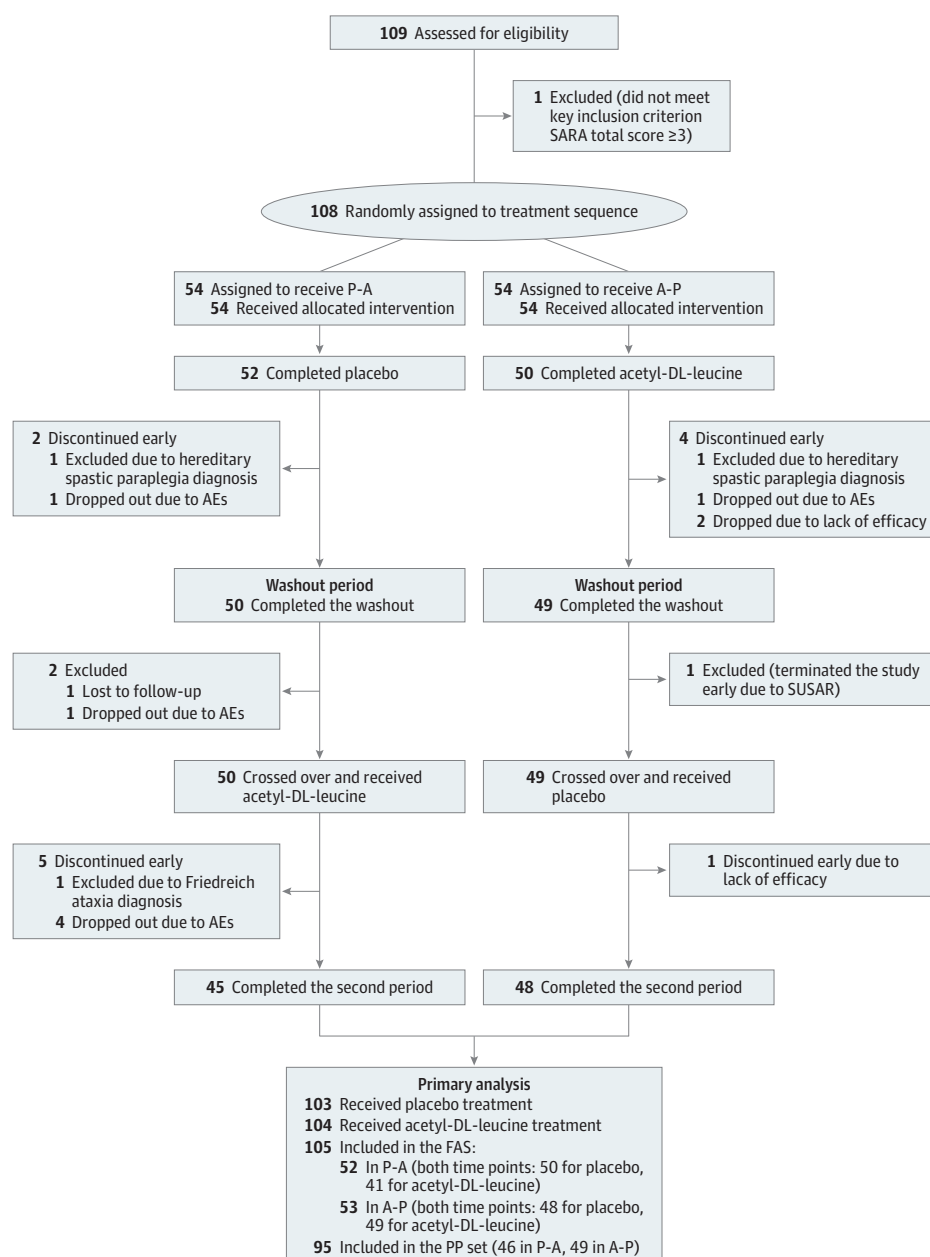 109 Assessed for eligibility
1 Excluded (did not meet
key inclusion criterion
SARA total score ≥3)
108 Randomly assigned to treatment sequence
54 Assigned to receive P-A
54 Received allocated intervention
54 Assigned to receive A-P
54 Received allocated intervention
52 Completed placebo
50 Completed acetyl-DL-leucine
2 Discontinued early
1 Excluded due to hereditary
spastic paraplegia diagnosis
1 Dropped out due to AEs
4 Discontinued early
1 Excluded due to hereditary
spastic paraplegia diagnosis
1 Dropped out due to AEs
2 Dropped due to lack of efficacy
Washout period
50 Completed the washout
Washout period
49 Completed the washout
2 Excluded
1 Lost to follow-up
1 Dropped out due to AEs
1 Excluded (terminated the study
early due to SUSAR)
50 Crossed over and received
acetyl-DL-leucine
49 Crossed over and received
placebo
5 Discontinued early
1 Excluded due to Friedreich
ataxia diagnosis
4 Dropped out due to AEs
1 Discontinued early due to
lack of efficacy
45 Completed the second period
48 Completed the second period
Primary analysis
103 Received placebo treatment
104 Received acetyl-DL-leucine treatment
105 Included in the FAS:
52 In P-A (both time points: 50 for placebo,
41 for acetyl-DL-leucine)
53 In A-P (both time points: 48 for placebo,
49 for acetyl-DL-leucine)
95 Included in the PP set (46 in P-A, 49 in A-P)